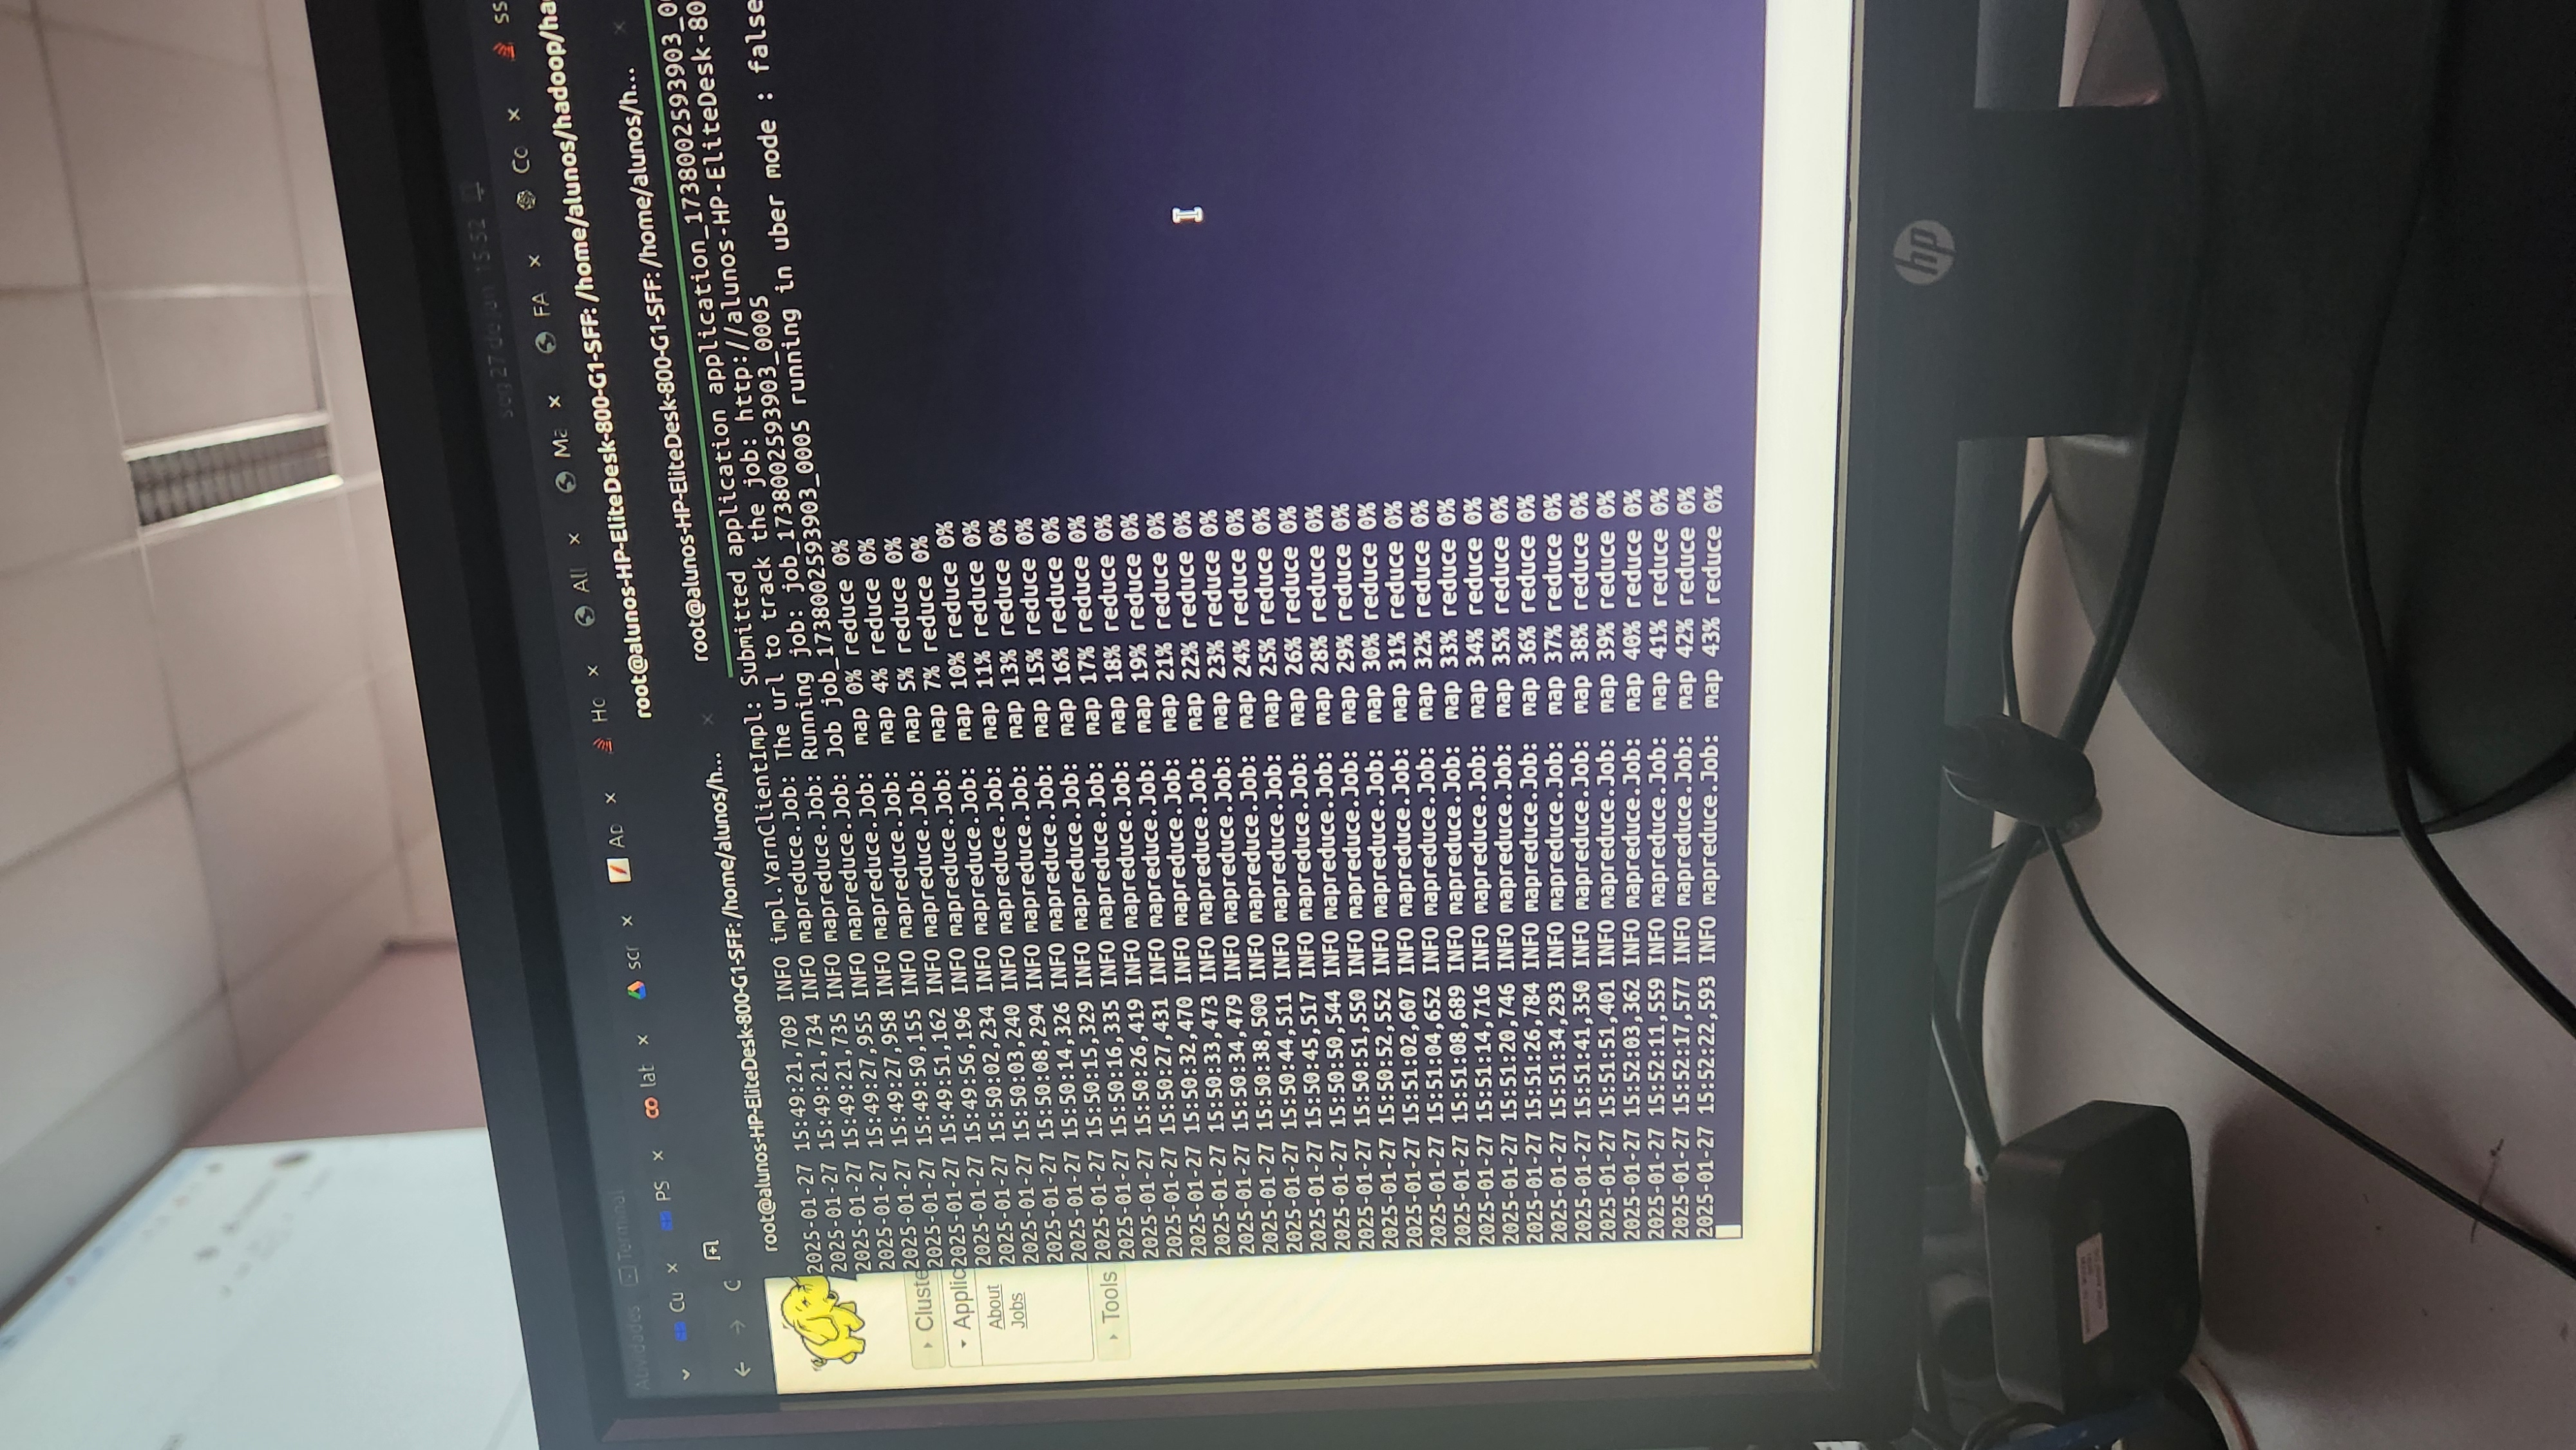 seg 27 de jan 15:52
Atividades Terminal
Cu PS lab scr Ap Ho All Ma FA Co SS
root@alunos-HP-EliteDesk-800-G1-SFF: /home/alunos/hadoop/ha
root@alunos-HP-EliteDesk-800-G1-SFF: /home/alunos/h... root@alunos-HP-EliteDesk-800-G1-SFF: /home/alunos/h...
2025-01-27 15:49:21,709 INFO impl.YarnClientImpl: Submitted application application_1738002593903_0
2025-01-27 15:49:21,734 INFO mapreduce.Job: The url to track the job: http://alunos-HP-EliteDesk-80
2025-01-27 15:49:21,735 INFO mapreduce.Job: Running job: job_1738002593903_0005
2025-01-27 15:49:27,955 INFO mapreduce.Job: Job job_1738002593903_0005 running in uber mode : false
2025-01-27 15:49:27,958 INFO mapreduce.Job:  map 0% reduce 0%
2025-01-27 15:49:50,155 INFO mapreduce.Job:  map 4% reduce 0%
2025-01-27 15:49:51,162 INFO mapreduce.Job:  map 5% reduce 0%
2025-01-27 15:49:56,196 INFO mapreduce.Job:  map 7% reduce 0%
2025-01-27 15:50:02,234 INFO mapreduce.Job:  map 10% reduce 0%
2025-01-27 15:50:03,240 INFO mapreduce.Job:  map 11% reduce 0%
2025-01-27 15:50:08,294 INFO mapreduce.Job:  map 13% reduce 0%
2025-01-27 15:50:14,326 INFO mapreduce.Job:  map 15% reduce 0%
2025-01-27 15:50:15,329 INFO mapreduce.Job:  map 16% reduce 0%
2025-01-27 15:50:16,335 INFO mapreduce.Job:  map 17% reduce 0%
2025-01-27 15:50:26,419 INFO mapreduce.Job:  map 18% reduce 0%
2025-01-27 15:50:27,431 INFO mapreduce.Job:  map 19% reduce 0%
2025-01-27 15:50:32,470 INFO mapreduce.Job:  map 21% reduce 0%
2025-01-27 15:50:33,473 INFO mapreduce.Job:  map 22% reduce 0%
2025-01-27 15:50:34,479 INFO mapreduce.Job:  map 23% reduce 0%
2025-01-27 15:50:38,500 INFO mapreduce.Job:  map 24% reduce 0%
2025-01-27 15:50:44,511 INFO mapreduce.Job:  map 25% reduce 0%
2025-01-27 15:50:45,517 INFO mapreduce.Job:  map 26% reduce 0%
2025-01-27 15:50:50,544 INFO mapreduce.Job:  map 28% reduce 0%
2025-01-27 15:50:51,550 INFO mapreduce.Job:  map 29% reduce 0%
2025-01-27 15:50:52,552 INFO mapreduce.Job:  map 30% reduce 0%
2025-01-27 15:51:02,607 INFO mapreduce.Job:  map 31% reduce 0%
2025-01-27 15:51:04,652 INFO mapreduce.Job:  map 32% reduce 0%
2025-01-27 15:51:08,689 INFO mapreduce.Job:  map 33% reduce 0%
2025-01-27 15:51:14,716 INFO mapreduce.Job:  map 34% reduce 0%
2025-01-27 15:51:20,746 INFO mapreduce.Job:  map 35% reduce 0%
2025-01-27 15:51:26,784 INFO mapreduce.Job:  map 36% reduce 0%
2025-01-27 15:51:34,293 INFO mapreduce.Job:  map 37% reduce 0%
2025-01-27 15:51:41,350 INFO mapreduce.Job:  map 38% reduce 0%
2025-01-27 15:51:51,401 INFO mapreduce.Job:  map 39% reduce 0%
2025-01-27 15:52:03,362 INFO mapreduce.Job:  map 40% reduce 0%
2025-01-27 15:52:11,559 INFO mapreduce.Job:  map 41% reduce 0%
2025-01-27 15:52:17,577 INFO mapreduce.Job:  map 42% reduce 0%
2025-01-27 15:52:22,593 INFO mapreduce.Job:  map 43% reduce 0%
Cluste
Applic
About
Jobs
Tools
hp